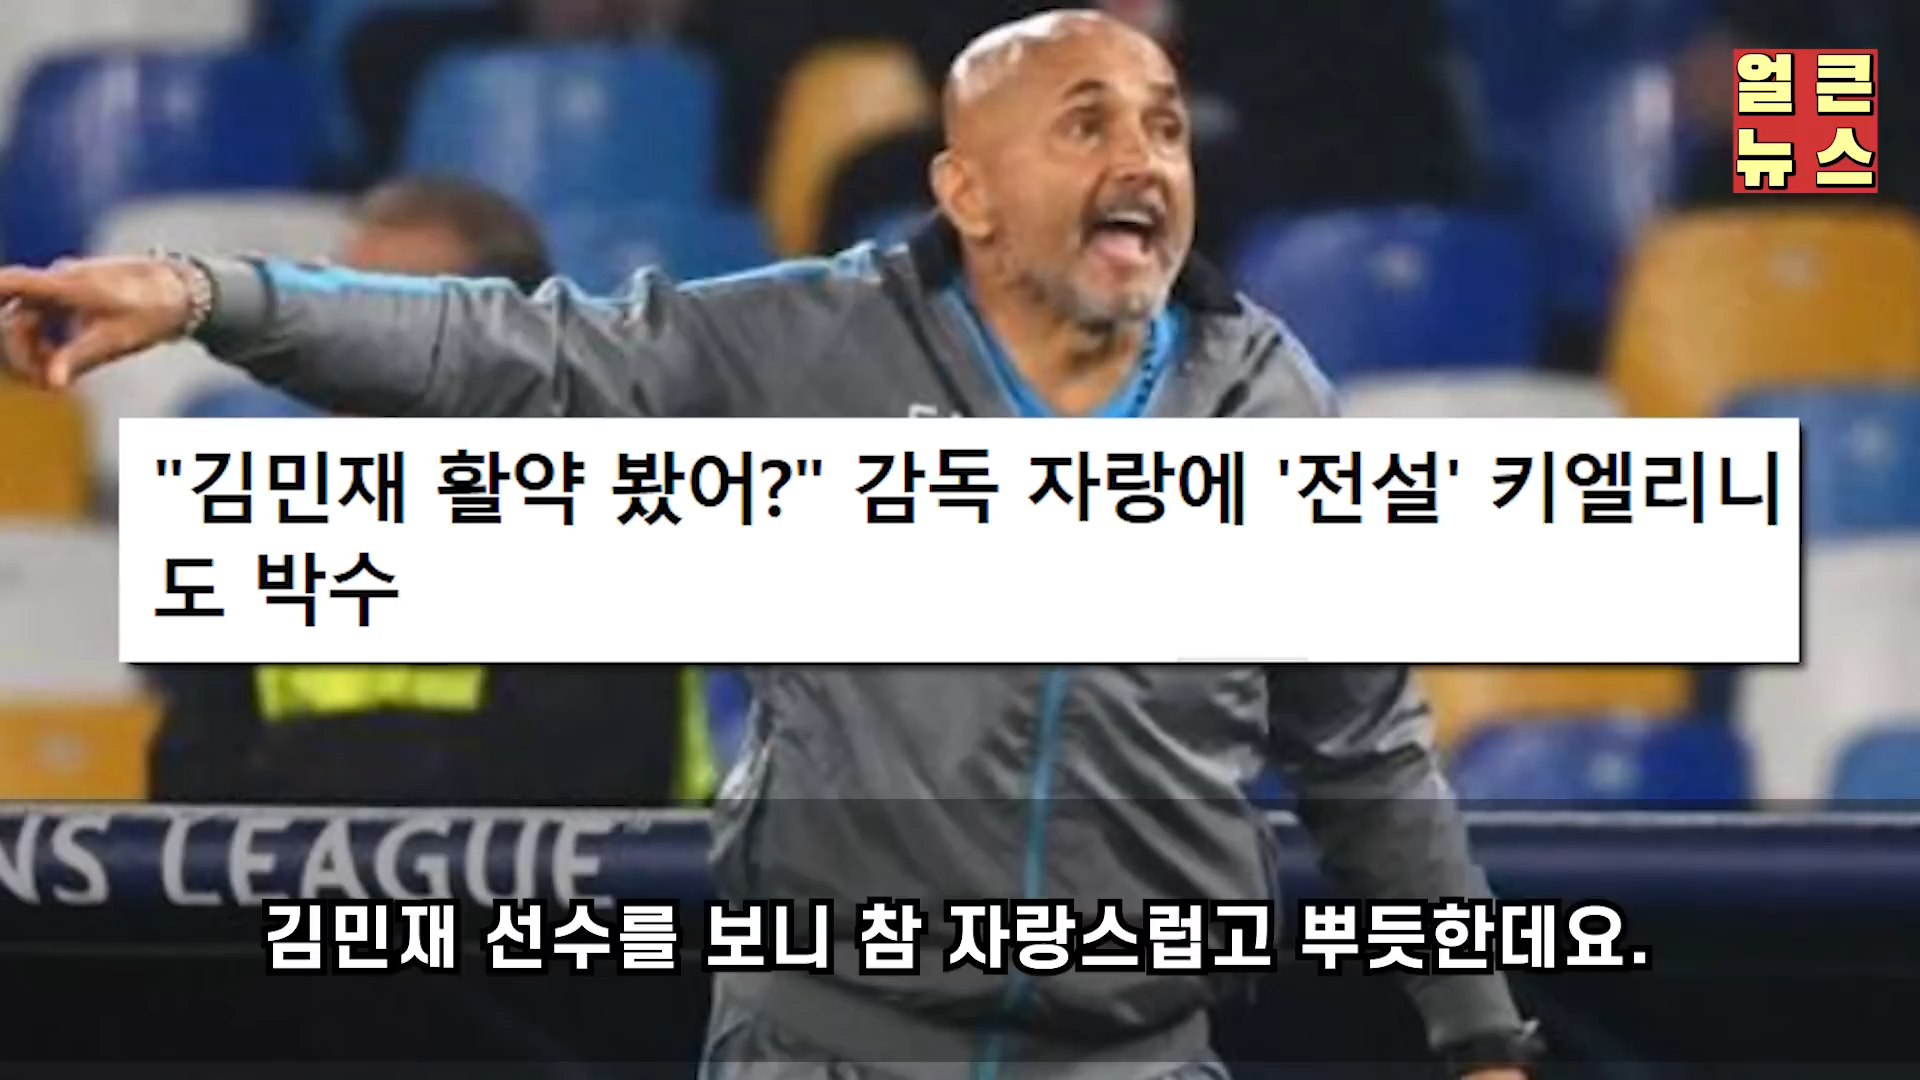 얼큰
뉴스
"김민재 활약 봤어?" 감독 자랑에 '전설' 키엘리니
도 박수
NS LEAGUE
김민재 선수를 보니 참 자랑스럽고 뿌듯한데요.